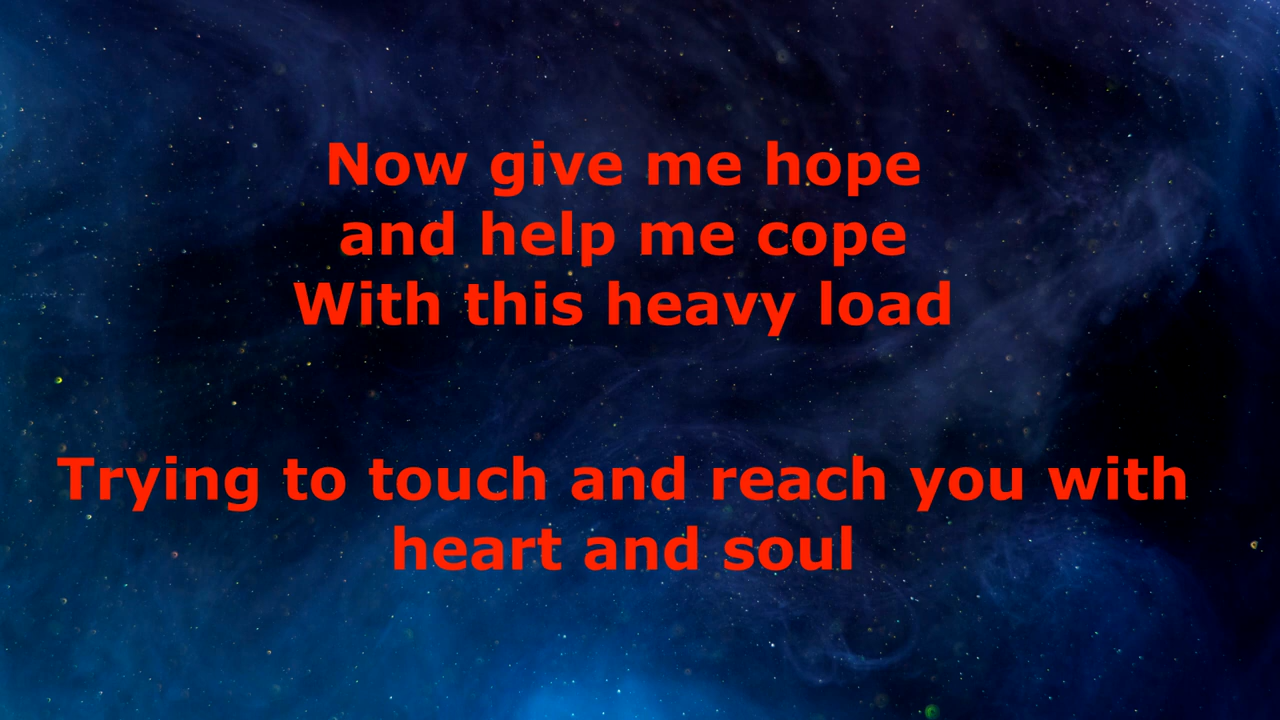 Now give me hope
and help me cope
With this heavy load
Trying to touch and reach you with
heart and soul